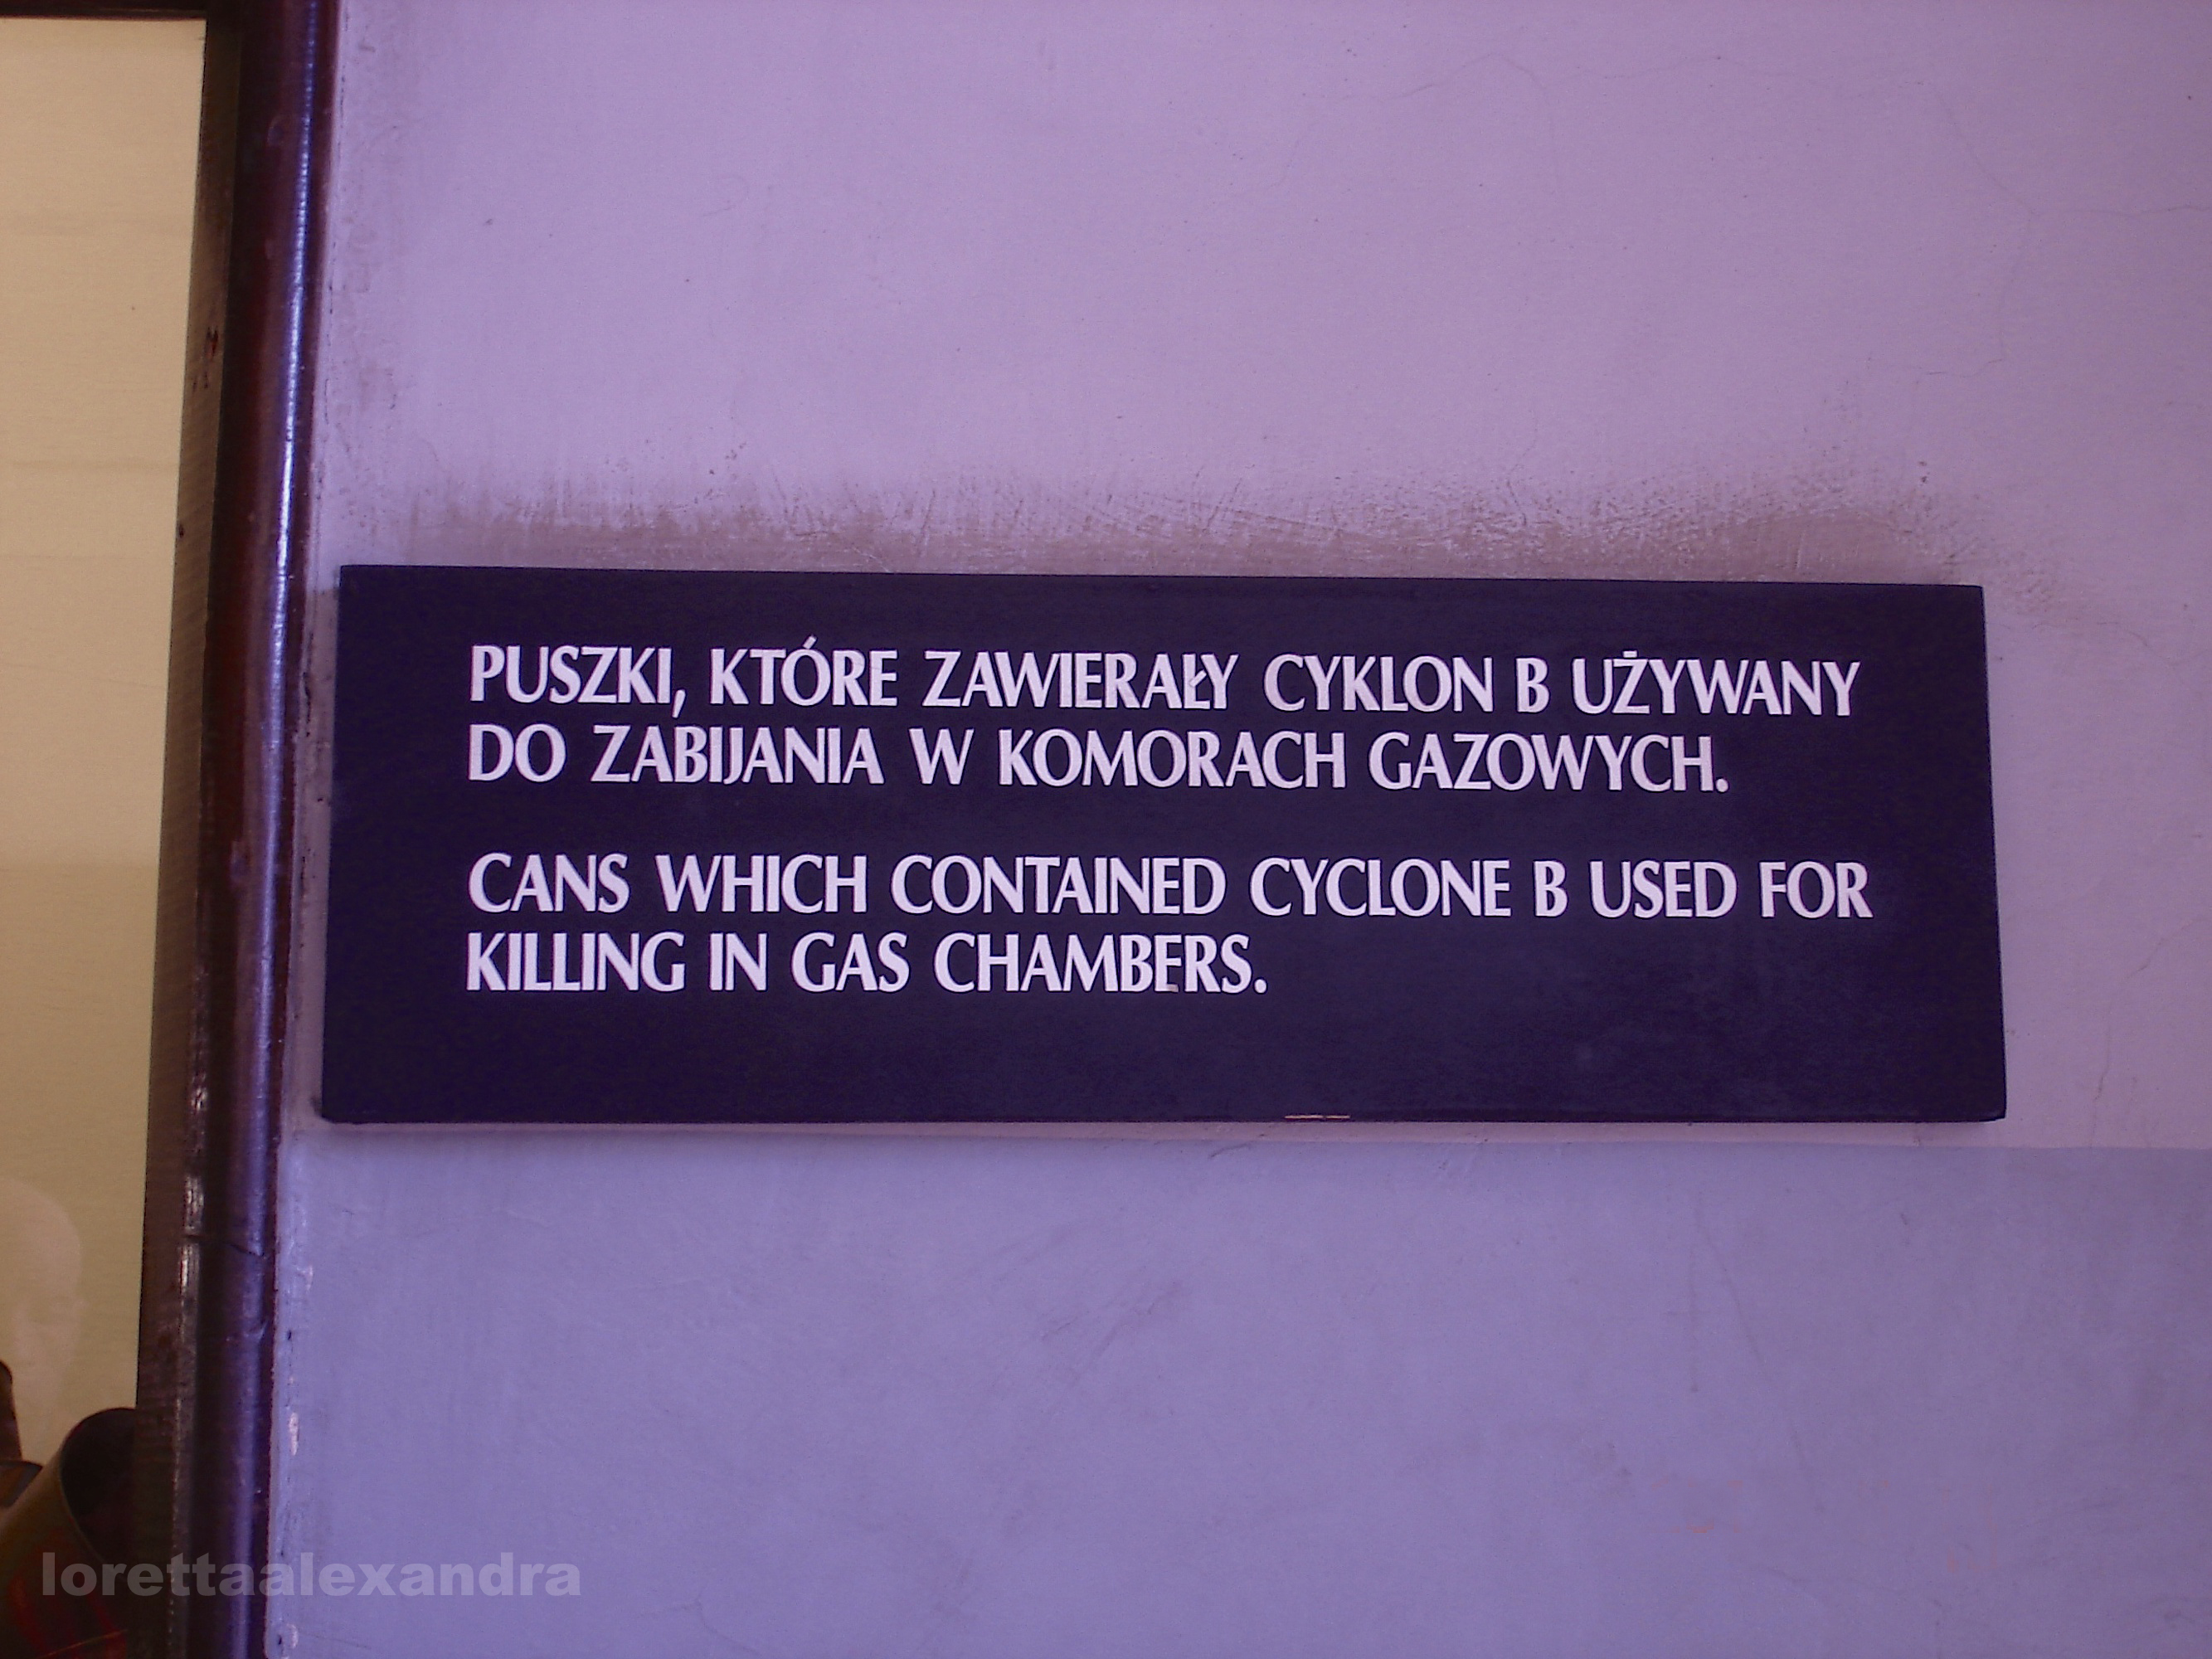 PUSZKI, KTÓRE ZAWIERAŁY CYKLON B UŻYWANY
DO ZABIJANIA W KOMORACH GAZOWYCH.
CANS WHICH CONTAINED CYCLONE B USED FOR
KILLING IN GAS CHAMBERS.
lorettaalexandra